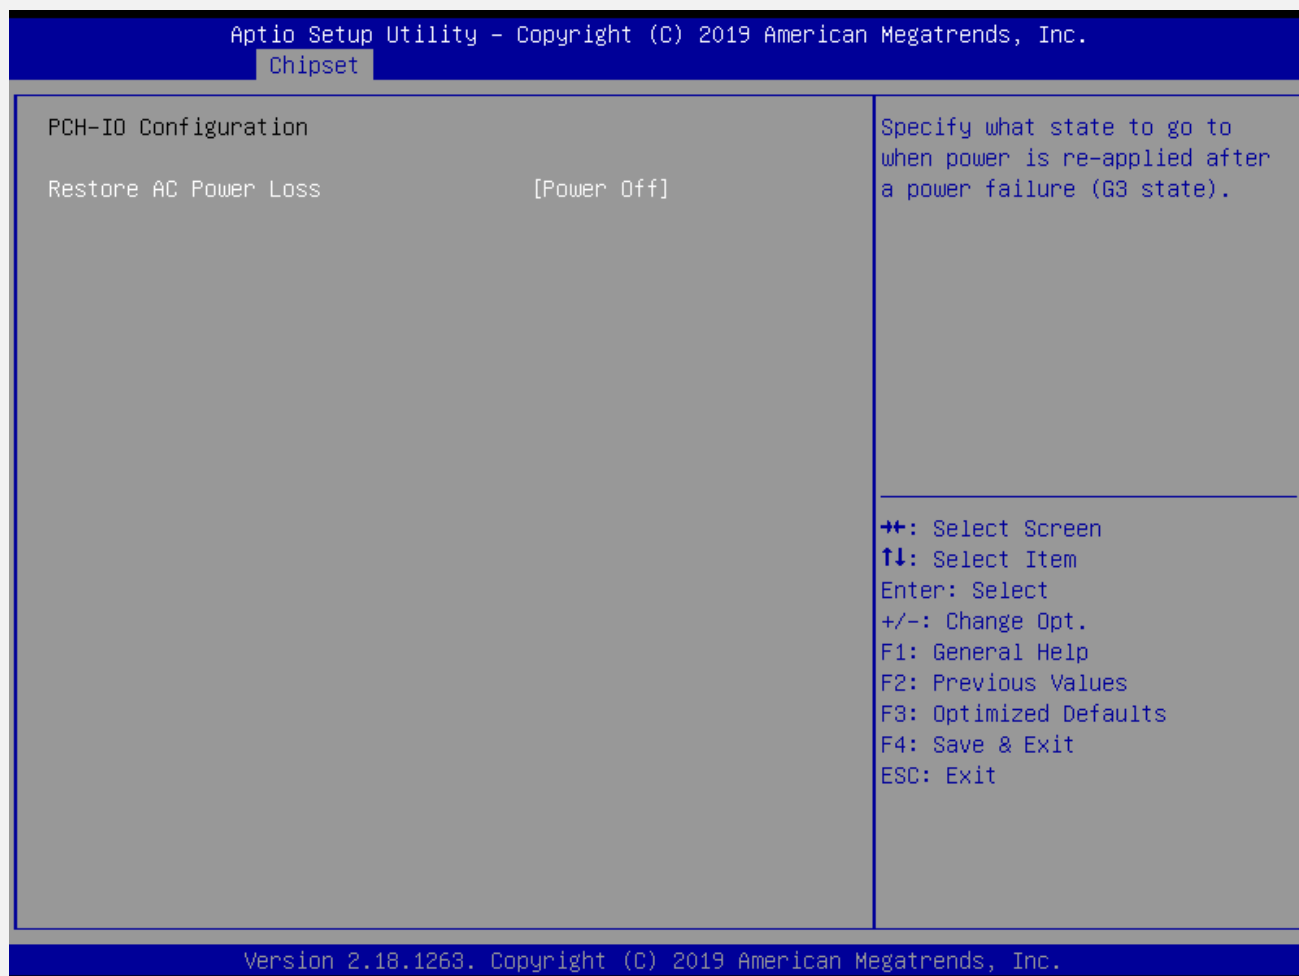 Aptio Setup Utility – Copyright (C) 2019 American Megatrends, Inc.
Chipset
PCH-IO Configuration
Restore AC Power Loss [Power Off]
Specify what state to go to
when power is re-applied after
a power failure (G3 state).
→←: Select Screen
↑↓: Select Item
Enter: Select
+/-: Change Opt.
F1: General Help
F2: Previous Values
F3: Optimized Defaults
F4: Save & Exit
ESC: Exit
Version 2.18.1263. Copyright (C) 2019 American Megatrends, Inc.